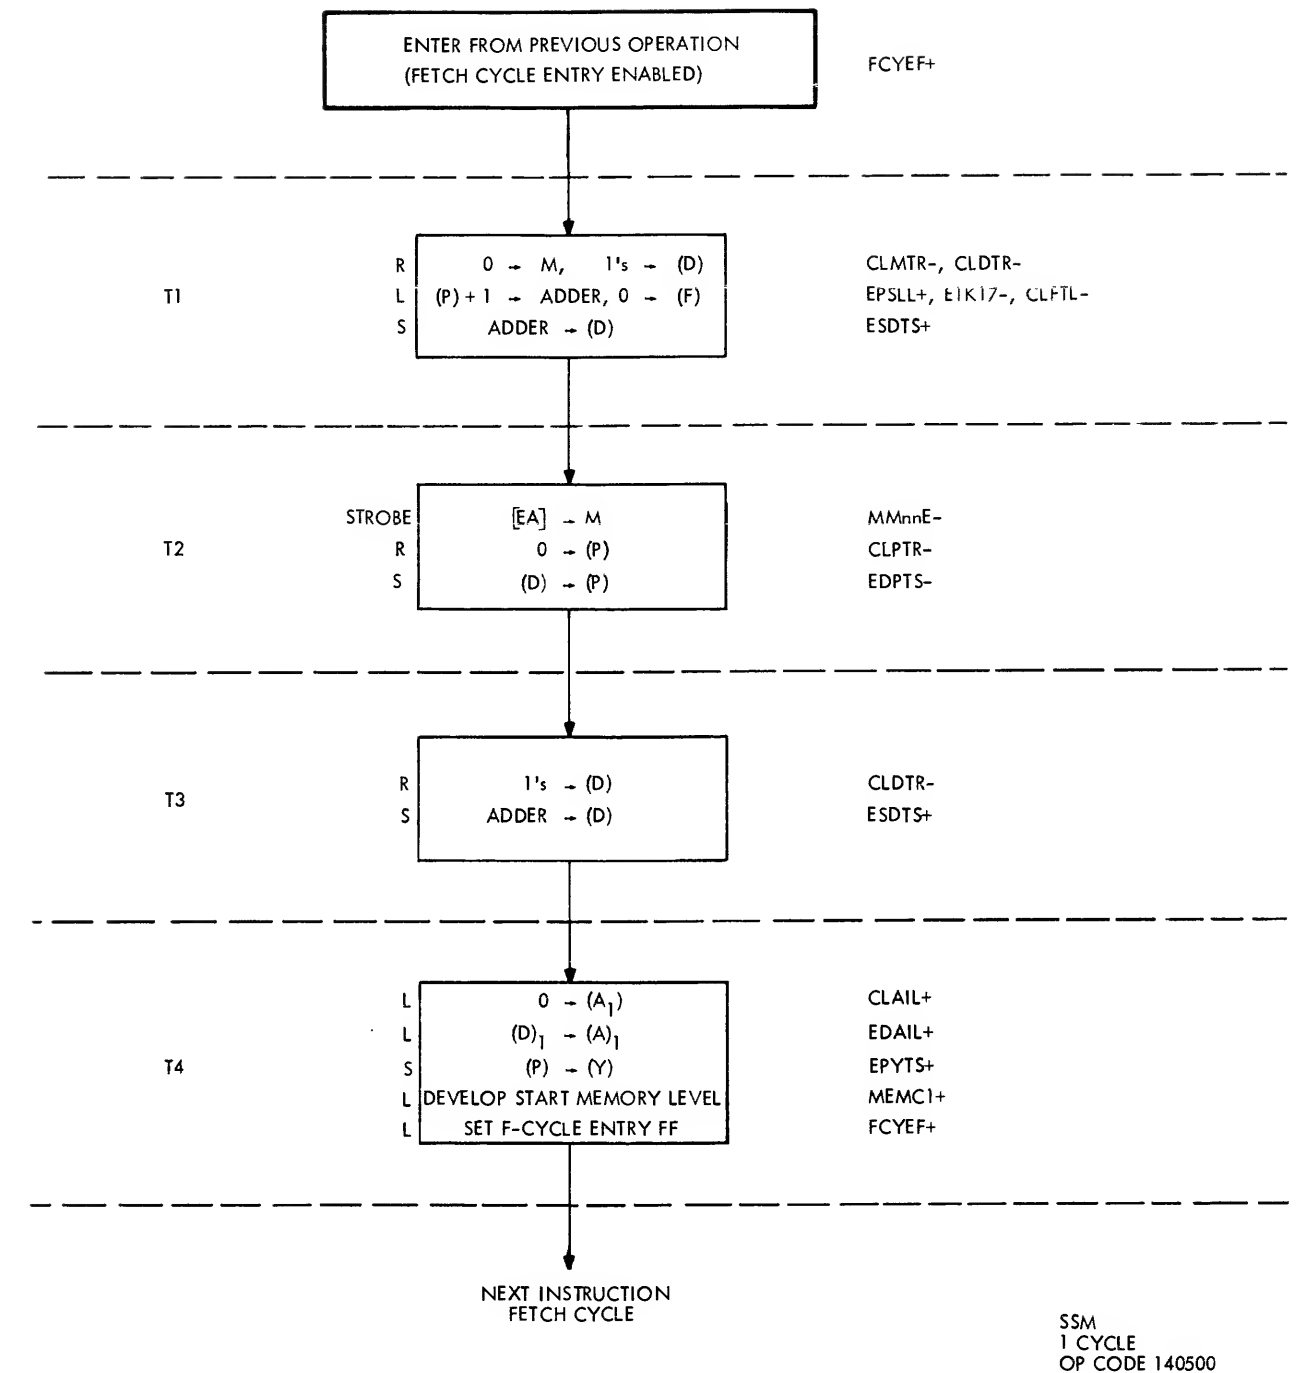 ENTER FROM PREVIOUS OPERATION
(FETCH CYCLE ENTRY ENABLED)
FCYEF+
T1
R 0 → M, 1's → (D) CLMTR-, CLDTR-
L (P) + 1 → ADDER, 0 → (F) EPSLL+, E1K17-, CLFTL-
S ADDER → (D) ESDTS+
T2
STROBE [EA] → M MMnnE-
R 0 → (P) CLPTR-
S (D) → (P) EDPTS-
T3
R 1's → (D) CLDTR-
S ADDER → (D) ESDTS+
T4
L 0 → (A1) CLAIL+
L (D)1 → (A)1 EDAIL+
S (P) → (Y) EPYTS+
L DEVELOP START MEMORY LEVEL MEMC1+
L SET F-CYCLE ENTRY FF FCYEF+
NEXT INSTRUCTION
FETCH CYCLE
SSM
1 CYCLE
OP CODE 140500